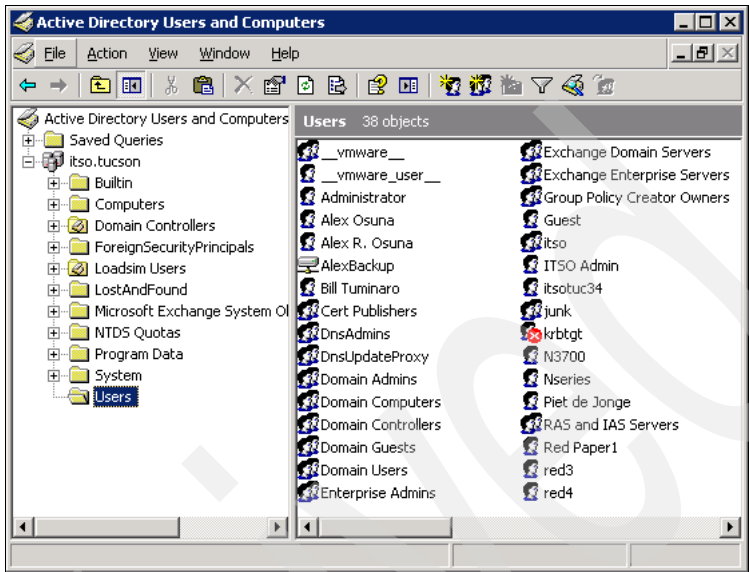 Active Directory Users and Computers
File Action View Window Help
Active Directory Users and Computers
Saved Queries
itso.tucson
Builtin
Computers
Domain Controllers
ForeignSecurityPrincipals
Loadsim Users
LostAndFound
Microsoft Exchange System Ol
NTDS Quotas
Program Data
System
Users
Users 38 objects
__vmware__
__vmware_user__
Administrator
Alex Osuna
Alex R. Osuna
AlexBackup
Bill Tuminaro
Cert Publishers
DnsAdmins
DnsUpdateProxy
Domain Admins
Domain Computers
Domain Controllers
Domain Guests
Domain Users
Enterprise Admins
Exchange Domain Servers
Exchange Enterprise Servers
Group Policy Creator Owners
Guest
itso
ITSO Admin
itsotuc34
junk
krbtgt
N3700
Nseries
Piet de Jonge
RAS and IAS Servers
Red Paper1
red3
red4